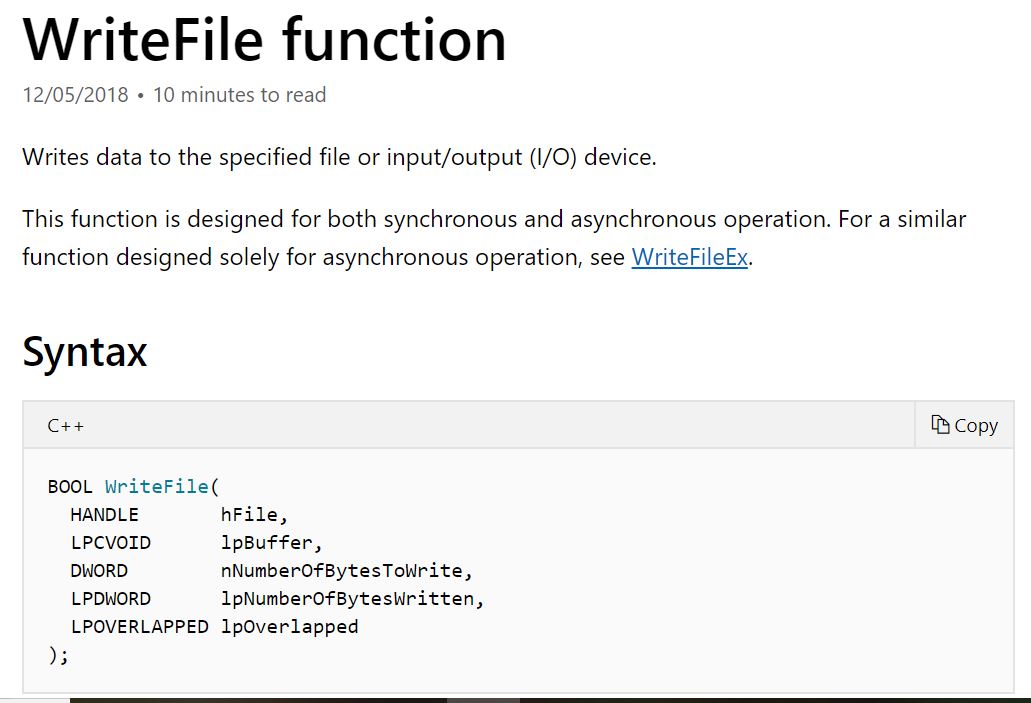 WriteFile function
12/05/2018 • 10 minutes to read
Writes data to the specified file or input/output (I/O) device.
This function is designed for both synchronous and asynchronous operation. For a similar
function designed solely for asynchronous operation, see WriteFileEx.
Syntax
C++ Copy
BOOL WriteFile(
  HANDLE       hFile,
  LPCVOID      lpBuffer,
  DWORD        nNumberOfBytesToWrite,
  LPDWORD      lpNumberOfBytesWritten,
  LPOVERLAPPED lpOverlapped
);